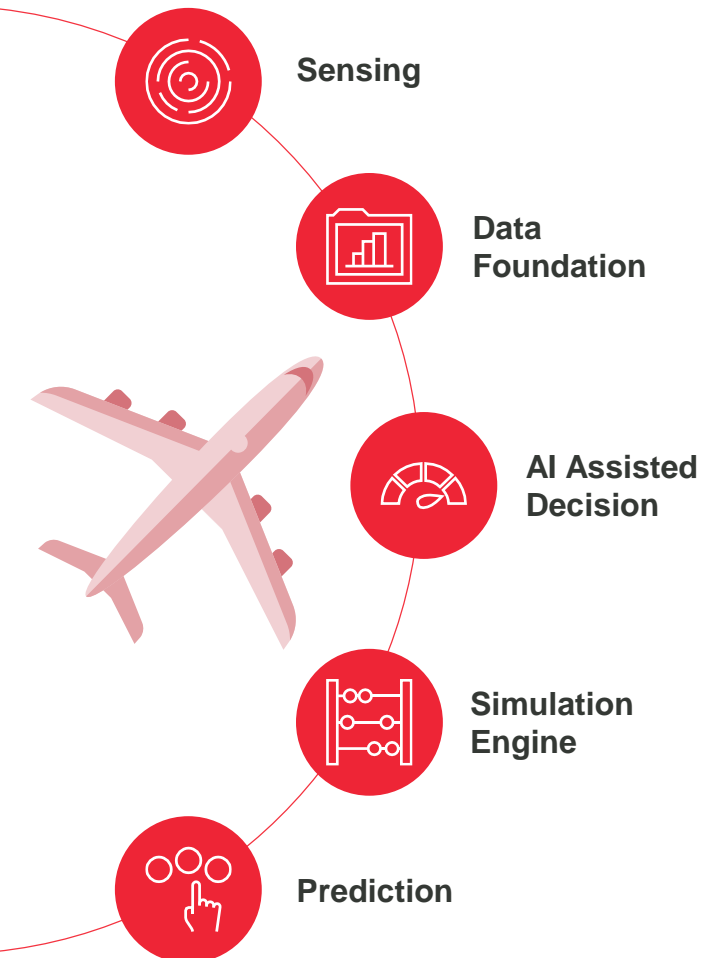 Sensing
Data
Foundation
AI Assisted
Decision
Simulation
Engine
Prediction